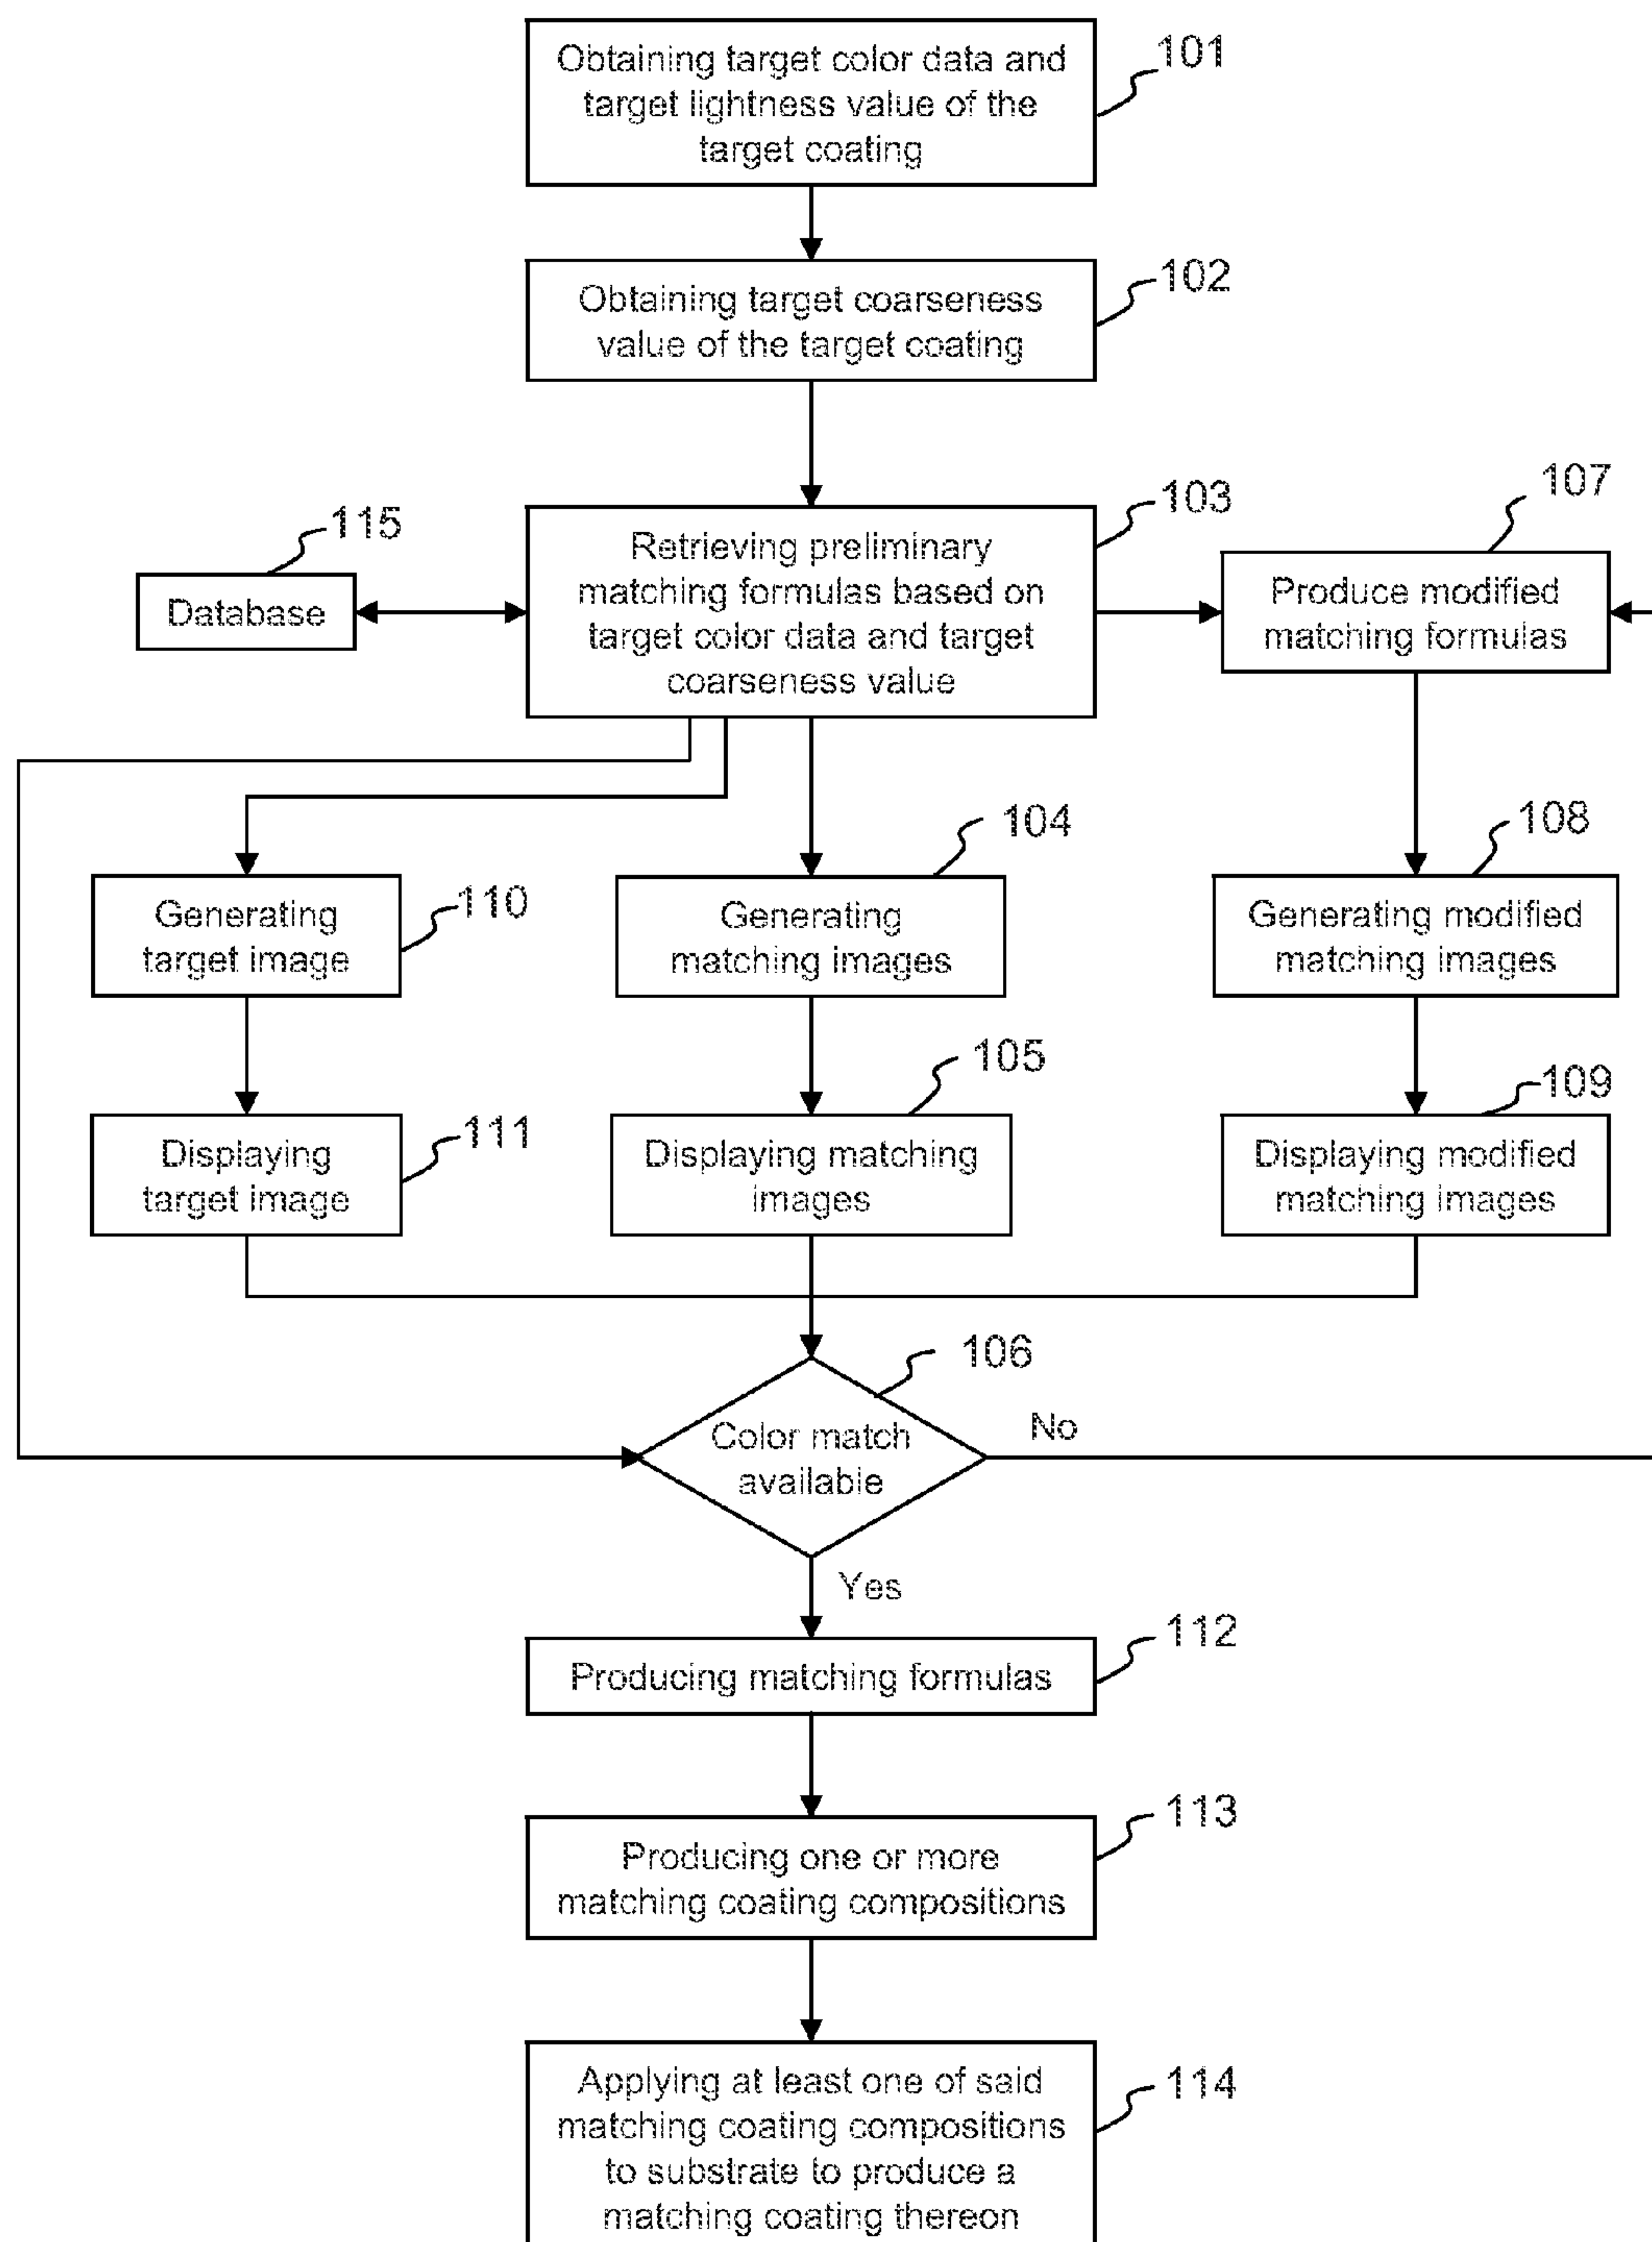 Obtaining target color data and
target lightness value of the
target coating
101
Obtaining target coarseness
value of the target coating
102
115
Database
Retrieving preliminary
matching formulas based on
target color data and target
coarseness value
103
107
Produce modified
matching formulas
Generating
target image
110
104
Generating
matching images
108
Generating modified
matching images
Displaying
target image
111
105
Displaying matching
images
109
Displaying modified
matching images
106
Color match
available
No
Yes
Producing matching formulas
112
Producing one or more
matching coating compositions
113
Applying at least one of said
matching coating compositions
to substrate to produce a
matching coating thereon
114